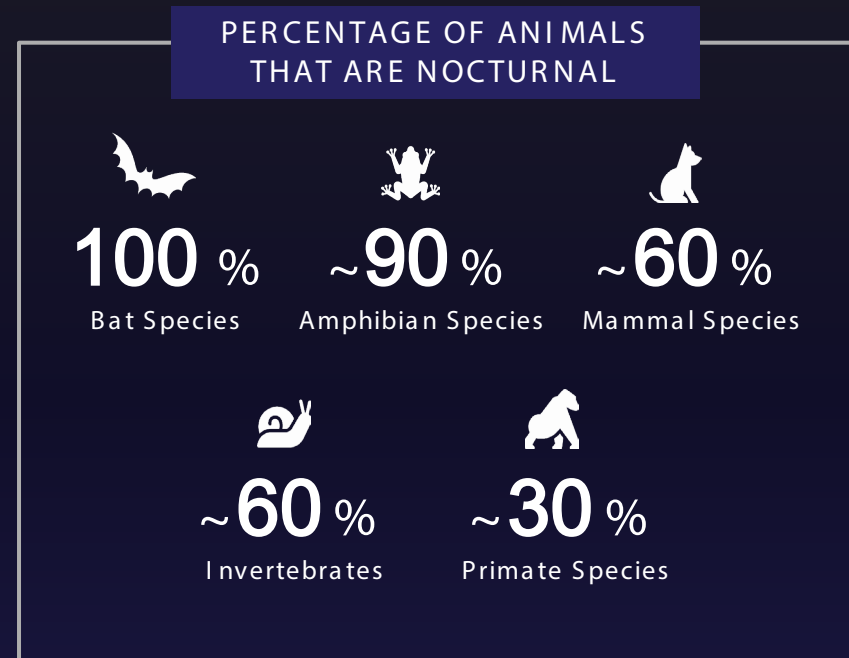 PERCENTAGE OF ANIMALS
THAT ARE NOCTURNAL
100 % ~90 % ~60 %
Bat Species Amphibian Species Mammal Species
~60 % ~30 %
Invertebrates Primate Species